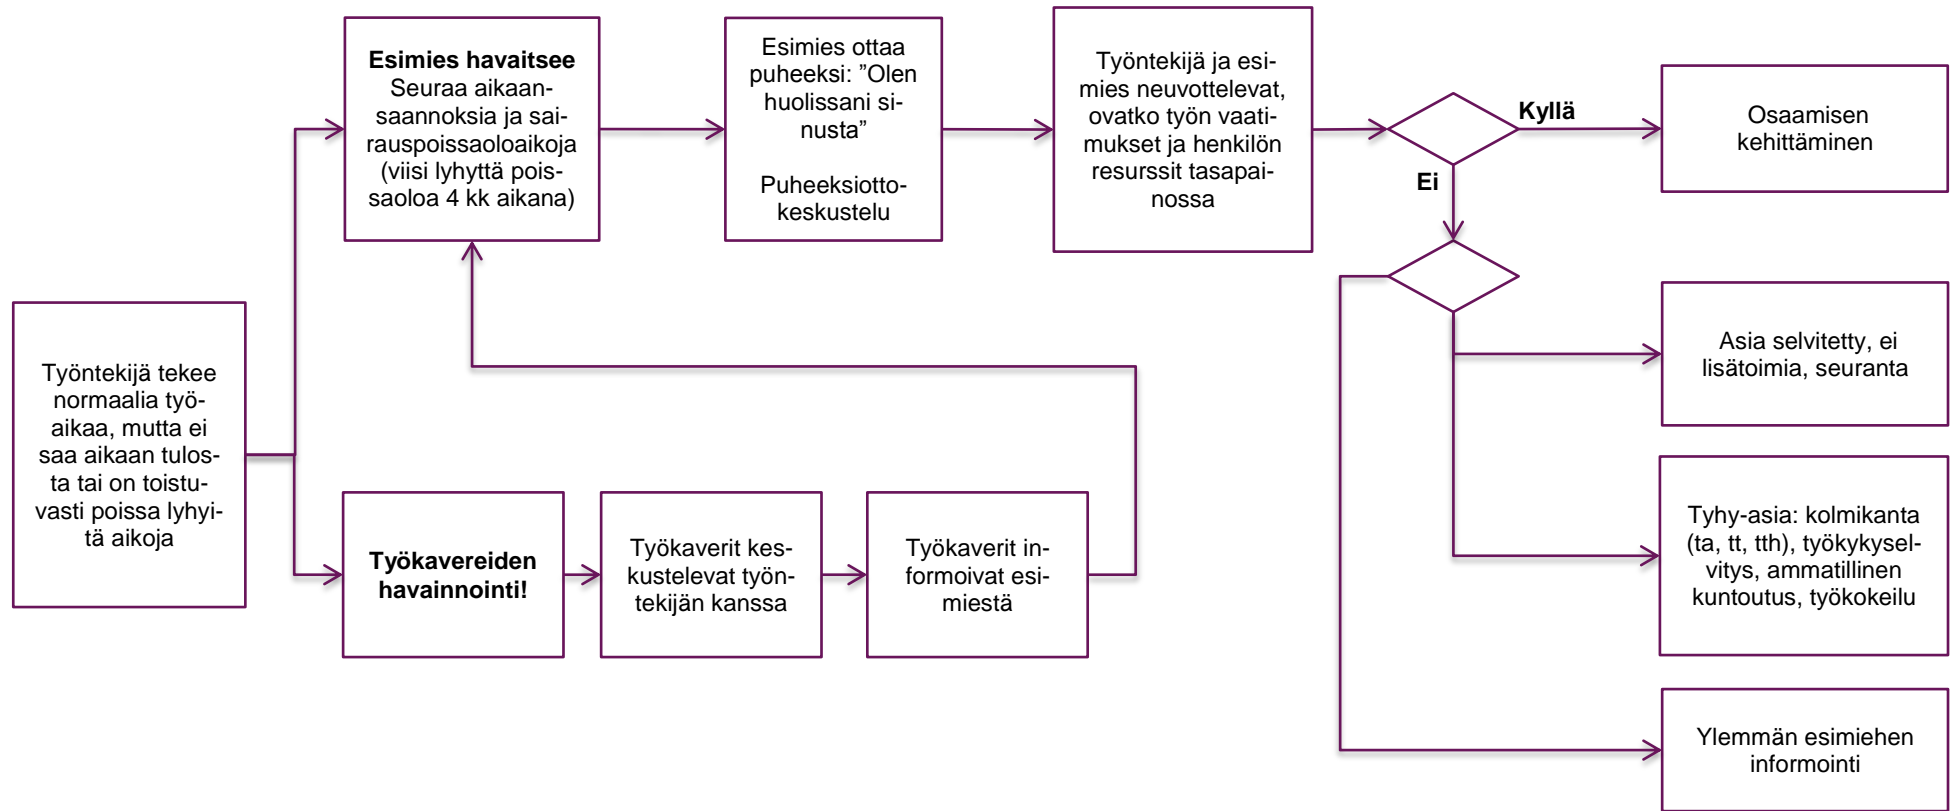 Esimies havaitsee
Seuraa aikaan-
saannoksia ja sai-
rauspoissaoloaikoja
(viisi lyhyttä pois-
saoloa 4 kk aikana)
Esimies ottaa
puheeksi: ”Olen
huolissani si-
nusta”
Puheeksiotto-
keskustelu
Työntekijä ja esi-
mies neuvottelevat,
ovatko työn vaati-
mukset ja henkilön
resurssit tasapai-
nossa
Kyllä
Ei
Osaamisen
kehittäminen
Työntekijä tekee
normaalia työ-
aikaa, mutta ei
saa aikaan tulos-
ta tai on toistu-
vasti poissa lyhyi-
tä aikoja
Työkavereiden
havainnointi!
Työkaverit kes-
kustelevat työn-
tekijän kanssa
Työkaverit in-
formoivat esi-
miestä
Asia selvitetty, ei
lisätoimia, seuranta
Tyhy-asia: kolmikanta
(ta, tt, tth), työkykysel-
vitys, ammatillinen
kuntoutus, työkokeilu
Ylemmän esimiehen
informointi